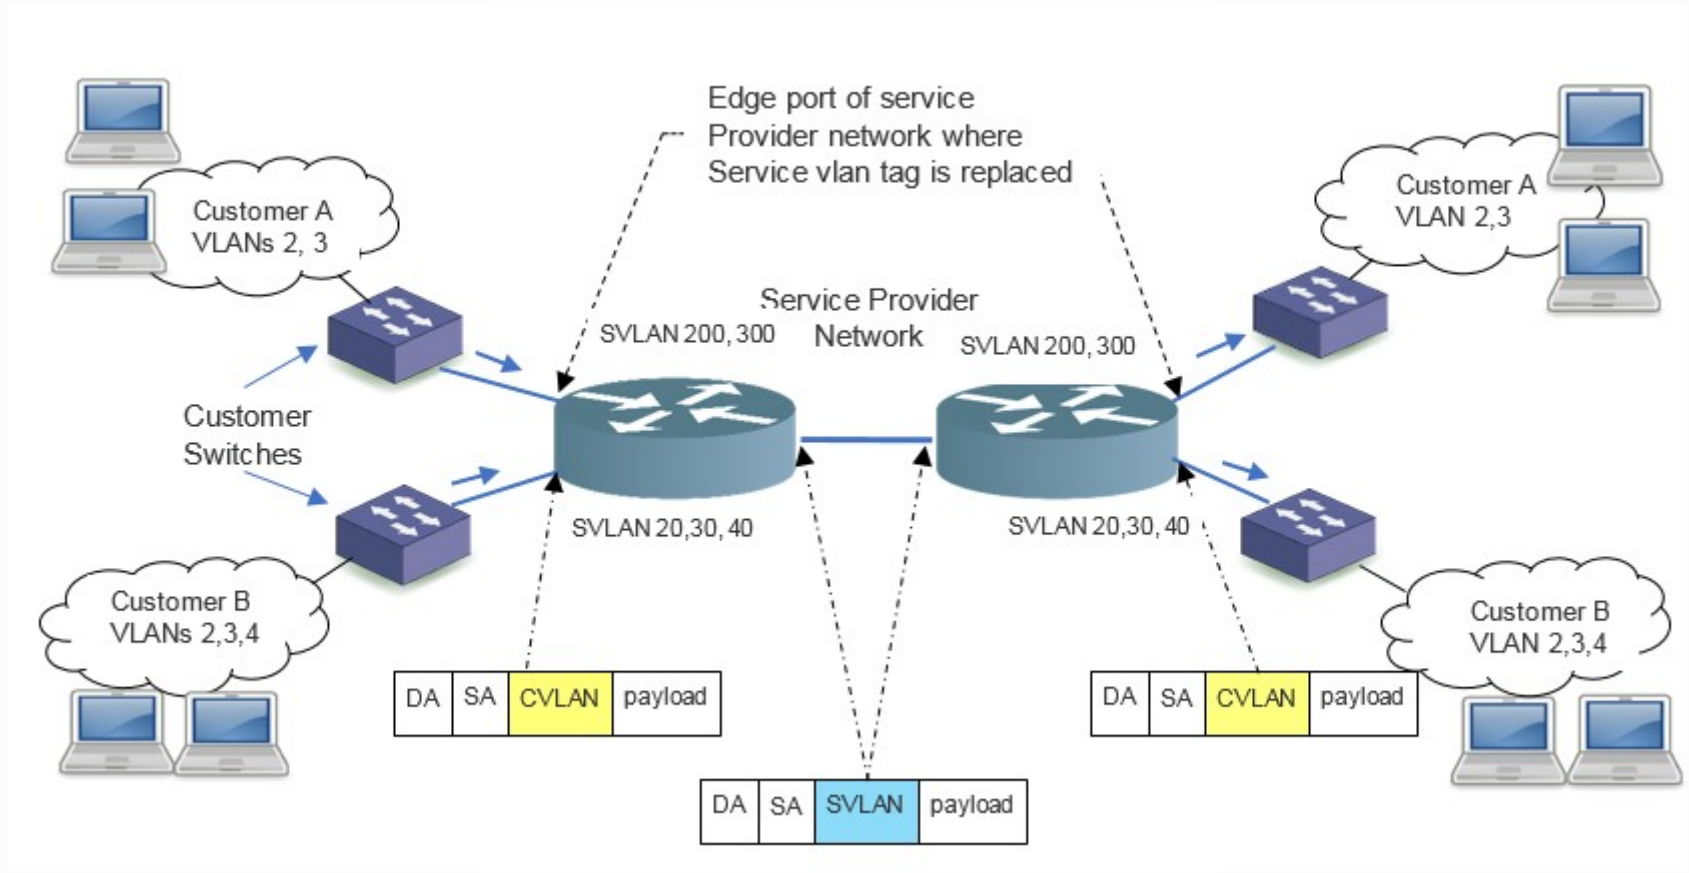 Edge port of service
Provider network where
Service vlan tag is replaced
Customer A
VLANs 2, 3
Customer A
VLAN 2,3
Service Provider
Network
SVLAN 200, 300
SVLAN 200, 300
Customer
Switches
SVLAN 20,30, 40
SVLAN 20,30, 40
Customer B
VLANs 2,3,4
Customer B
VLAN 2,3,4
DA SA CVLAN payload
DA SA CVLAN payload
DA SA SVLAN payload